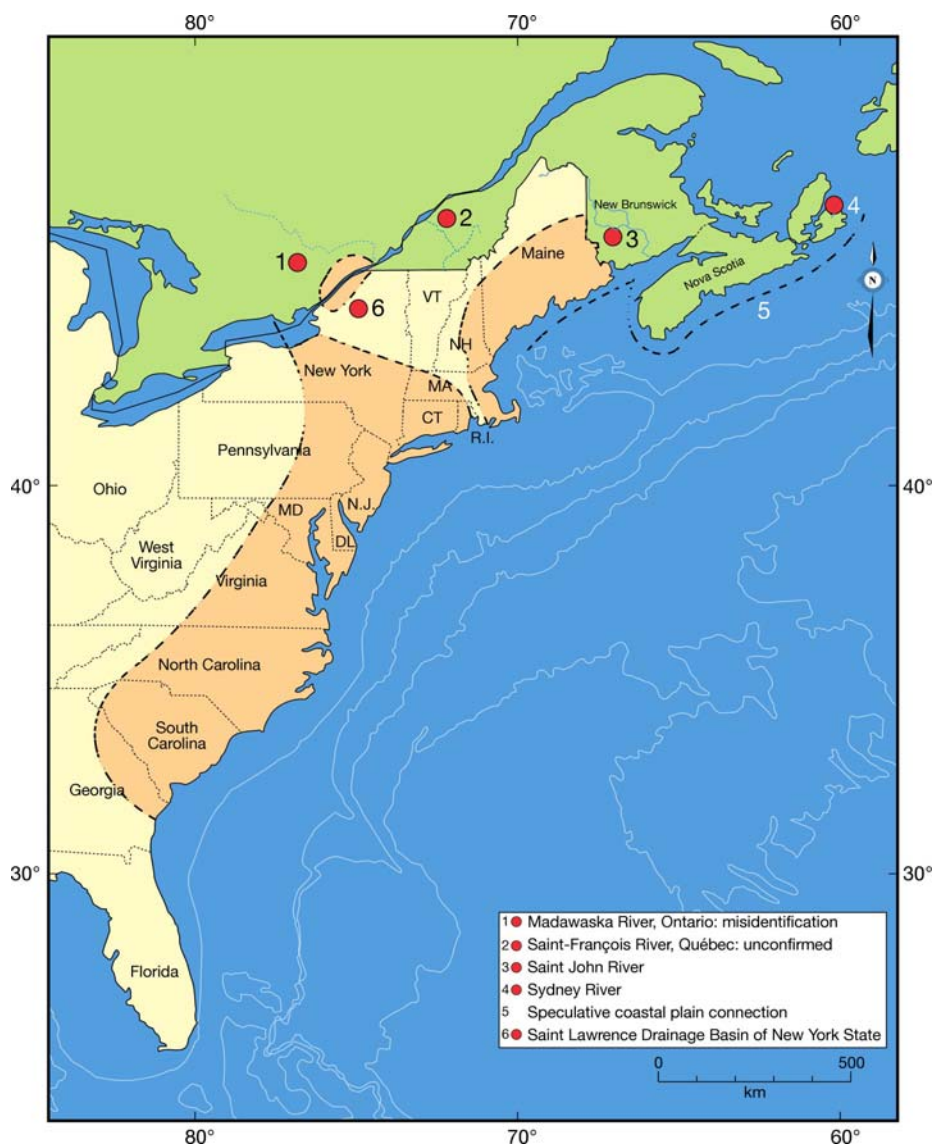 80°
70°
60°
2
New Brunswick
4
3
1
Maine
Nova Scotia
5
N
6
VT
NH
New York
MA
CT
R.I.
Pennsylvania
40°
Ohio
40°
N.J.
MD
DL
West
Virginia
Virginia
North Carolina
South
Carolina
Georgia
30°
30°
1 Madawaska River, Ontario: misidentification
2 Saint-François River, Québec: unconfirmed
3 Saint John River
Florida
4 Sydney River
5 Speculative coastal plain connection
6 Saint Lawrence Drainage Basin of New York State
0
500
km
80°
70°
60°